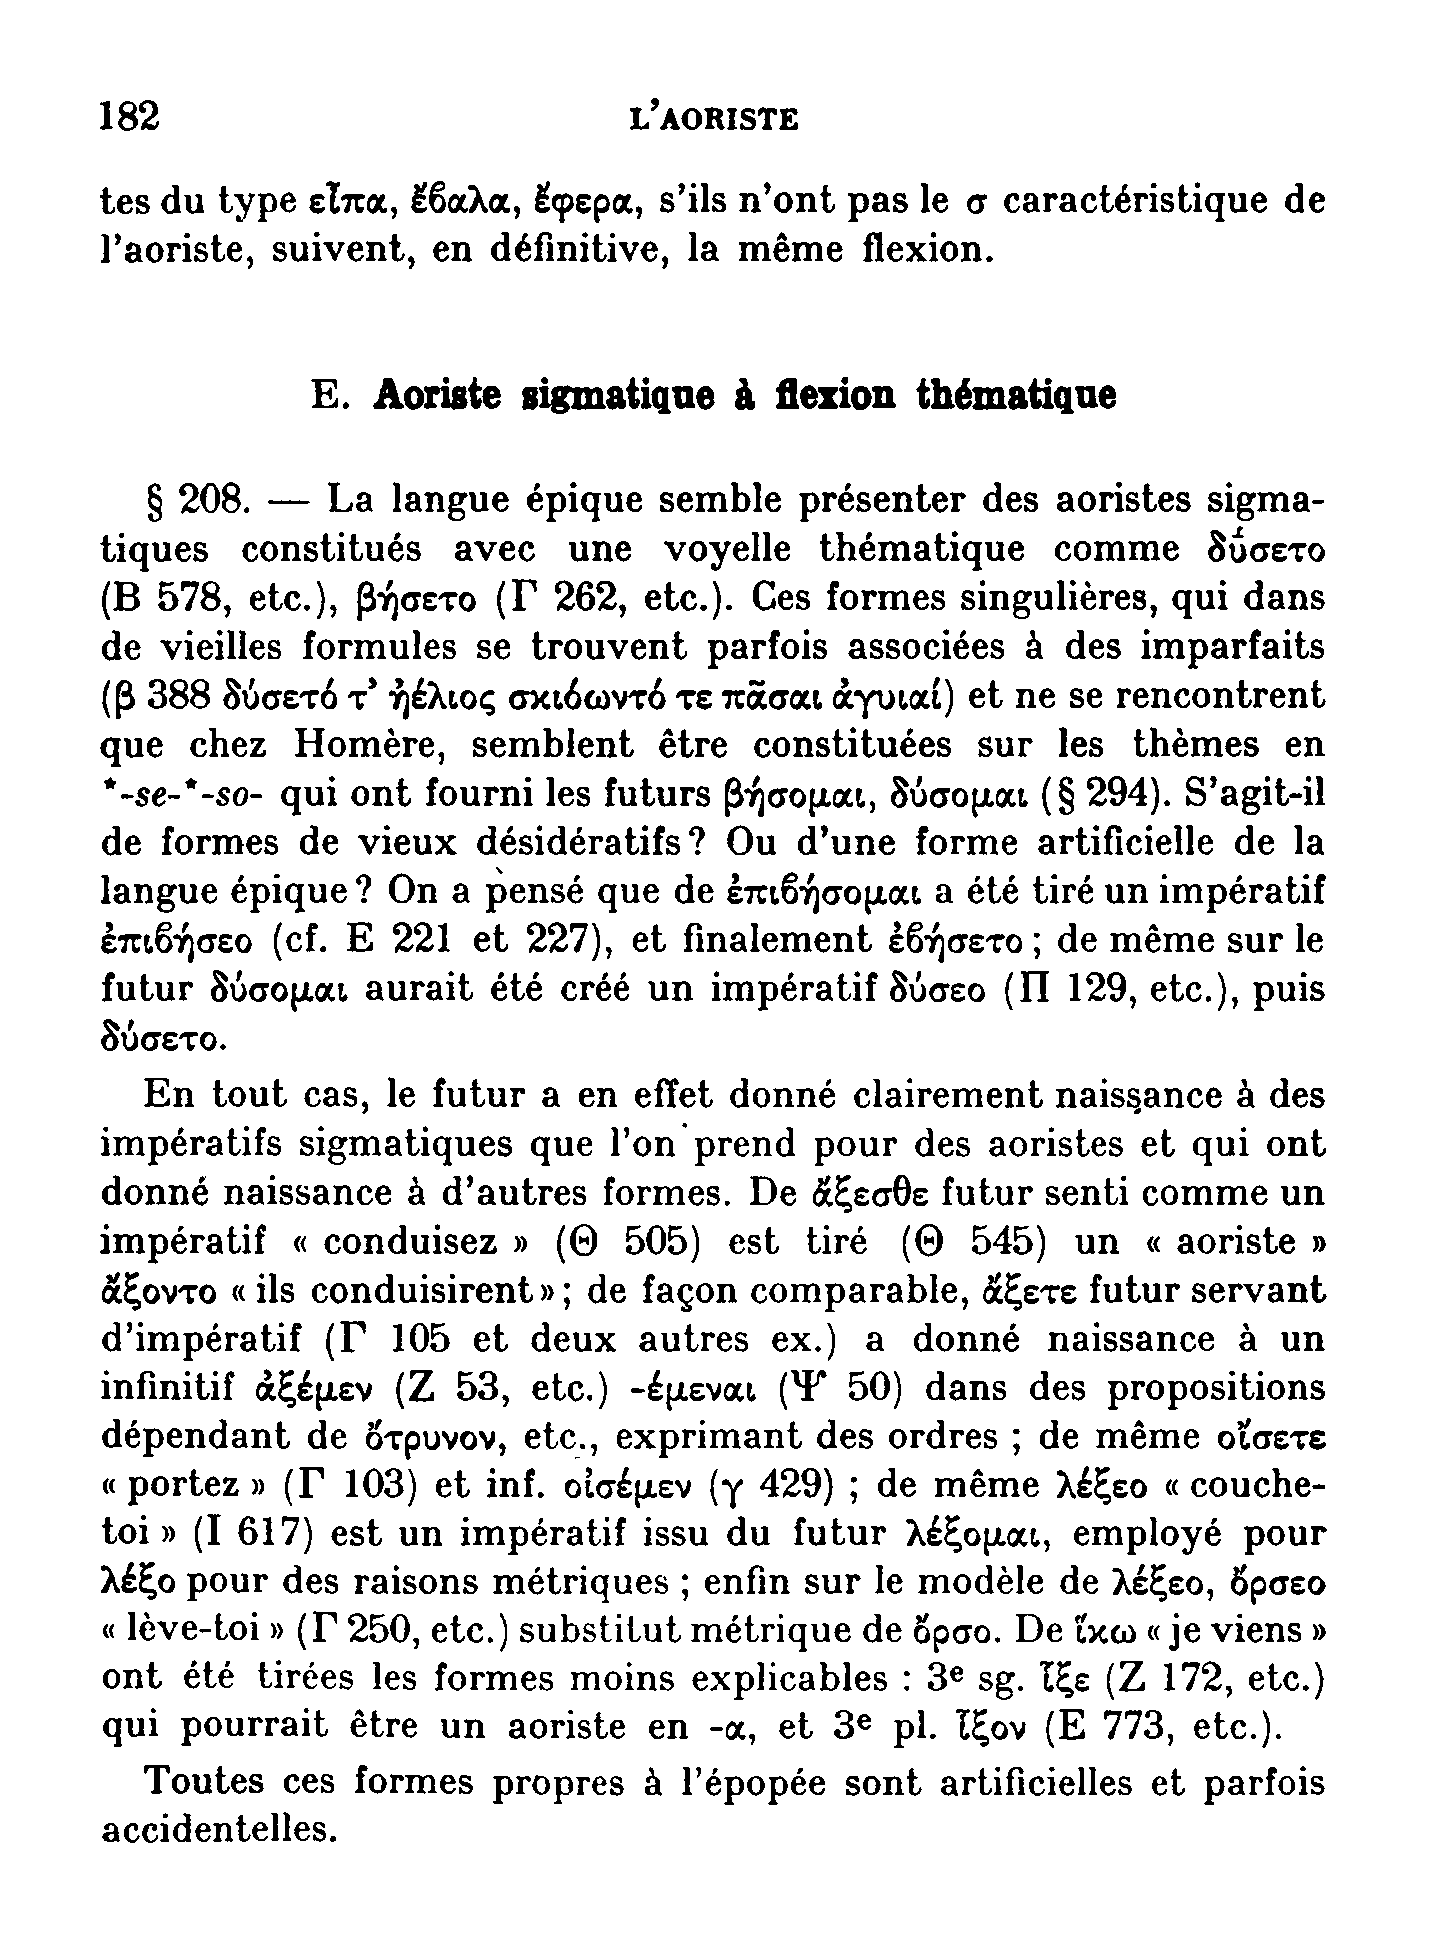 182 L'AORISTE
tes du type εἶπα, ἔϐαλα, ἔφερα, s'ils n'ont pas le σ caractéristique de
l'aoriste, suivent, en définitive, la même flexion.
E. Aoriste sigmatique à flexion thématique
§ 208. — La langue épique semble présenter des aoristes sigma-
tiques constitués avec une voyelle thématique comme δύσετο
(B 578, etc.), βήσετο (Γ 262, etc.). Ces formes singulières, qui dans
de vieilles formules se trouvent parfois associées à des imparfaits
(β 388 δύσετό τ' ἠέλιος σκιόωντό τε πᾶσαι ἀγυιαί) et ne se rencontrent
que chez Homère, semblent être constituées sur les thèmes en
*-se-*-so- qui ont fourni les futurs βήσομαι, δύσομαι (§ 294). S'agit-il
de formes de vieux désidératifs? Ou d'une forme artificielle de la
langue épique? On a pensé que de ἐπιϐήσομαι a été tiré un impératif
ἐπιϐήσεο (cf. E 221 et 227), et finalement ἐϐήσετο ; de même sur le
futur δύσομαι aurait été créé un impératif δύσεο (Π 129, etc.), puis
δύσετο.
En tout cas, le futur a en effet donné clairement naissance à des
impératifs sigmatiques que l'on prend pour des aoristes et qui ont
donné naissance à d'autres formes. De ἄξεσθε futur senti comme un
impératif « conduisez » (Θ 505) est tiré (Θ 545) un « aoriste »
ἄξοντο « ils conduisirent » ; de façon comparable, ἄξετε futur servant
d'impératif (Γ 105 et deux autres ex.) a donné naissance à un
infinitif ἀξέμεν (Z 53, etc.) -έμεναι (Ψ 50) dans des propositions
dépendant de ὄτρυνον, etc., exprimant des ordres ; de même οἴσετε
« portez » (Γ 103) et inf. οἰσέμεν (γ 429) ; de même λέξεο « couche-
toi » (I 617) est un impératif issu du futur λέξομαι, employé pour
λέξο pour des raisons métriques ; enfin sur le modèle de λέξεο, ὄρσεο
« lève-toi » (Γ 250, etc.) substitut métrique de ὄρσο. De ἵκω « je viens »
ont été tirées les formes moins explicables : 3e sg. ἷξε (Z 172, etc.)
qui pourrait être un aoriste en -α, et 3e pl. ἷξον (E 773, etc.).
Toutes ces formes propres à l'épopée sont artificielles et parfois
accidentelles.